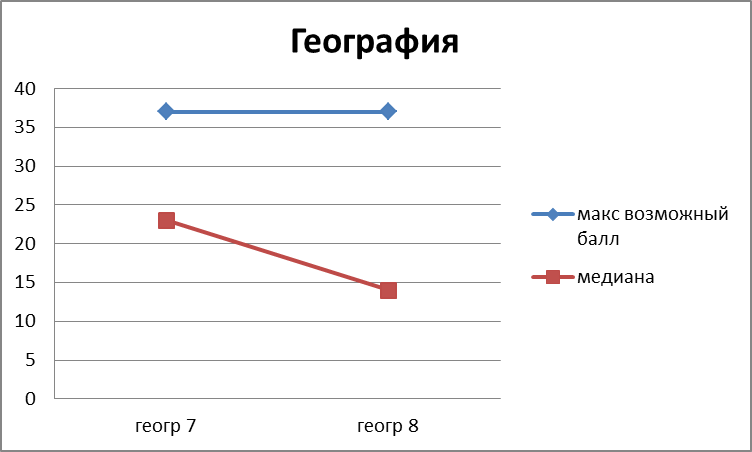 География
40
35
30
25
20
15
10
5
0
геогр 7
геогр 8
макс возможный
балл
медиана